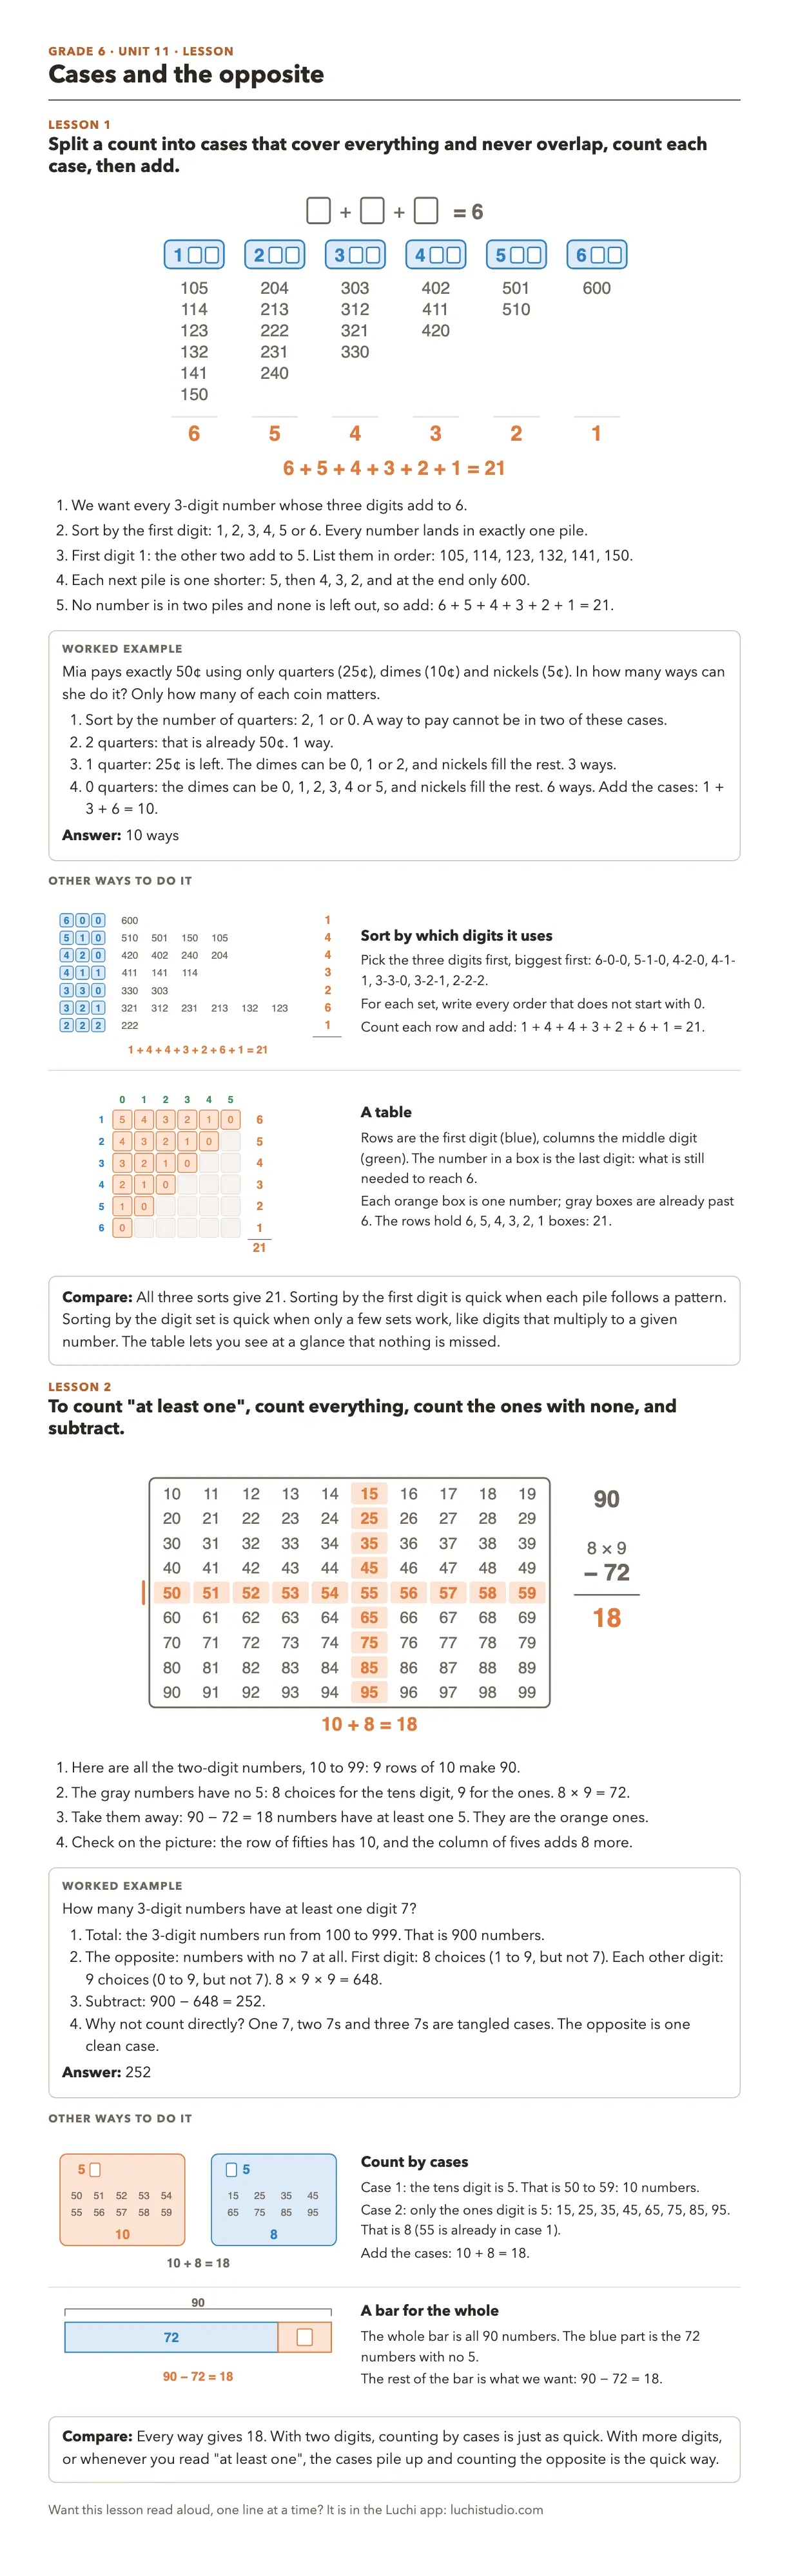 GRADE 6 · UNIT 11 · LESSON
Cases and the opposite
LESSON 1
Split a count into cases that cover everything and never overlap, count each
case, then add.
+ + = 6
1 2 3 4 5 6
105 204 303 402 501 600
114 213 312 411 510
123 222 321 420
132 231 330
141 240
150
6 5 4 3 2 1
6 + 5 + 4 + 3 + 2 + 1 = 21
1. We want every 3-digit number whose three digits add to 6.
2. Sort by the first digit: 1, 2, 3, 4, 5 or 6. Every number lands in exactly one pile.
3. First digit 1: the other two add to 5. List them in order: 105, 114, 123, 132, 141, 150.
4. Each next pile is one shorter: 5, then 4, 3, 2, and at the end only 600.
5. No number is in two piles and none is left out, so add: 6 + 5 + 4 + 3 + 2 + 1 = 21.
WORKED EXAMPLE
Mia pays exactly 50¢ using only quarters (25¢), dimes (10¢) and nickels (5¢). In how many ways can
she do it? Only how many of each coin matters.
1. Sort by the number of quarters: 2, 1 or 0. A way to pay cannot be in two of these cases.
2. 2 quarters: that is already 50¢. 1 way.
3. 1 quarter: 25¢ is left. The dimes can be 0, 1 or 2, and nickels fill the rest. 3 ways.
4. 0 quarters: the dimes can be 0, 1, 2, 3, 4 or 5, and nickels fill the rest. 6 ways. Add the cases: 1 +
3 + 6 = 10.
Answer: 10 ways
OTHER WAYS TO DO IT
6 0 0 600 1
5 1 0 510 501 150 105 4
4 2 0 420 402 240 204 4
4 1 1 411 141 114 3
3 3 0 330 303 2
3 2 1 321 312 231 213 132 123 6
2 2 2 222 1
1 + 4 + 4 + 3 + 2 + 6 + 1 = 21
Sort by which digits it uses
Pick the three digits first, biggest first: 6-0-0, 5-1-0, 4-2-0, 4-1-
1, 3-3-0, 3-2-1, 2-2-2.
For each set, write every order that does not start with 0.
Count each row and add: 1 + 4 + 4 + 3 + 2 + 6 + 1 = 21.
0 1 2 3 4 5
1 5 4 3 2 1 0 6
2 4 3 2 1 0 5
3 3 2 1 0 4
4 2 1 0 3
5 1 0 2
6 0 1
21
A table
Rows are the first digit (blue), columns the middle digit
(green). The number in a box is the last digit: what is still
needed to reach 6.
Each orange box is one number; gray boxes are already past
6. The rows hold 6, 5, 4, 3, 2, 1 boxes: 21.
Compare: All three sorts give 21. Sorting by the first digit is quick when each pile follows a pattern.
Sorting by the digit set is quick when only a few sets work, like digits that multiply to a given
number. The table lets you see at a glance that nothing is missed.
LESSON 2
To count "at least one", count everything, count the ones with none, and
subtract.
10 11 12 13 14 15 16 17 18 19
20 21 22 23 24 25 26 27 28 29
30 31 32 33 34 35 36 37 38 39
40 41 42 43 44 45 46 47 48 49
50 51 52 53 54 55 56 57 58 59
60 61 62 63 64 65 66 67 68 69
70 71 72 73 74 75 76 77 78 79
80 81 82 83 84 85 86 87 88 89
90 91 92 93 94 95 96 97 98 99
90
8 × 9
− 72
18
10 + 8 = 18
1. Here are all the two-digit numbers, 10 to 99: 9 rows of 10 make 90.
2. The gray numbers have no 5: 8 choices for the tens digit, 9 for the ones. 8 × 9 = 72.
3. Take them away: 90 − 72 = 18 numbers have at least one 5. They are the orange ones.
4. Check on the picture: the row of fifties has 10, and the column of fives adds 8 more.
WORKED EXAMPLE
How many 3-digit numbers have at least one digit 7?
1. Total: the 3-digit numbers run from 100 to 999. That is 900 numbers.
2. The opposite: numbers with no 7 at all. First digit: 8 choices (1 to 9, but not 7). Each other digit:
9 choices (0 to 9, but not 7). 8 × 9 × 9 = 648.
3. Subtract: 900 − 648 = 252.
4. Why not count directly? One 7, two 7s and three 7s are tangled cases. The opposite is one
clean case.
Answer: 252
OTHER WAYS TO DO IT
5
50 51 52 53 54
55 56 57 58 59
10
5
15 25 35 45
65 75 85 95
8
10 + 8 = 18
Count by cases
Case 1: the tens digit is 5. That is 50 to 59: 10 numbers.
Case 2: only the ones digit is 5: 15, 25, 35, 45, 65, 75, 85, 95.
That is 8 (55 is already in case 1).
Add the cases: 10 + 8 = 18.
90
72
90 − 72 = 18
A bar for the whole
The whole bar is all 90 numbers. The blue part is the 72
numbers with no 5.
The rest of the bar is what we want: 90 − 72 = 18.
Compare: Every way gives 18. With two digits, counting by cases is just as quick. With more digits,
or whenever you read "at least one", the cases pile up and counting the opposite is the quick way.
Want this lesson read aloud, one line at a time? It is in the Luchi app: luchistudio.com